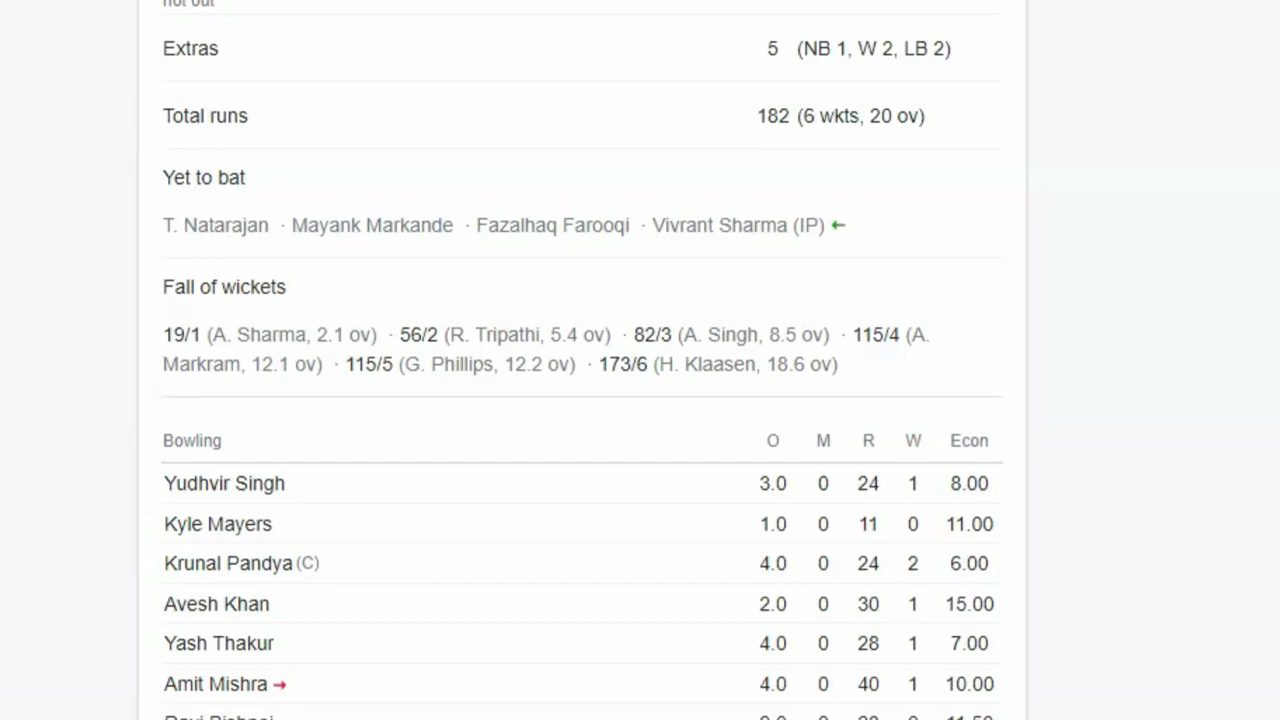 not out
Extras 5 (NB 1, W 2, LB 2)
Total runs 182 (6 wkts, 20 ov)
Yet to bat
T. Natarajan · Mayank Markande · Fazalhaq Farooqi · Vivrant Sharma (IP) ←
Fall of wickets
19/1 (A. Sharma, 2.1 ov) · 56/2 (R. Tripathi, 5.4 ov) · 82/3 (A. Singh, 8.5 ov) · 115/4 (A.
Markram, 12.1 ov) · 115/5 (G. Phillips, 12.2 ov) · 173/6 (H. Klaasen, 18.6 ov)
Bowling O M R W Econ
Yudhvir Singh 3.0 0 24 1 8.00
Kyle Mayers 1.0 0 11 0 11.00
Krunal Pandya (C) 4.0 0 24 2 6.00
Avesh Khan 2.0 0 30 1 15.00
Yash Thakur 4.0 0 28 1 7.00
Amit Mishra → 4.0 0 40 1 10.00